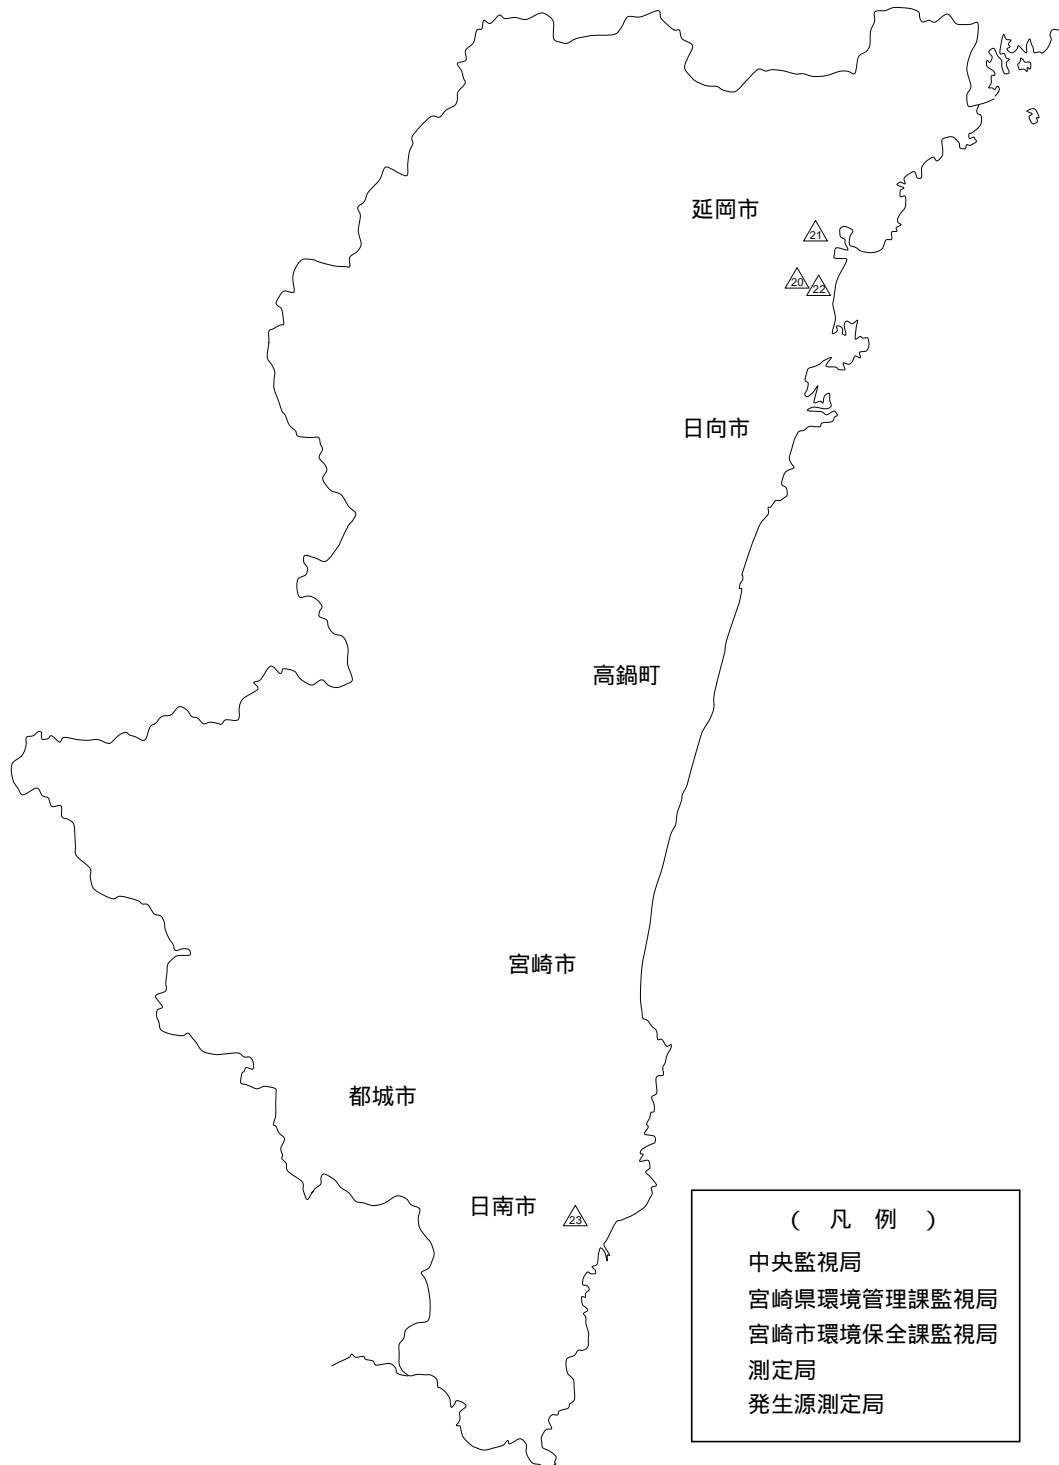 延岡市
21
20
22
日向市
高鍋町
宮崎市
都城市
日南市
23
( 凡 例 )
中央監視局
宮崎県環境管理課監視局
宮崎市環境保全課監視局
測定局
発生源測定局